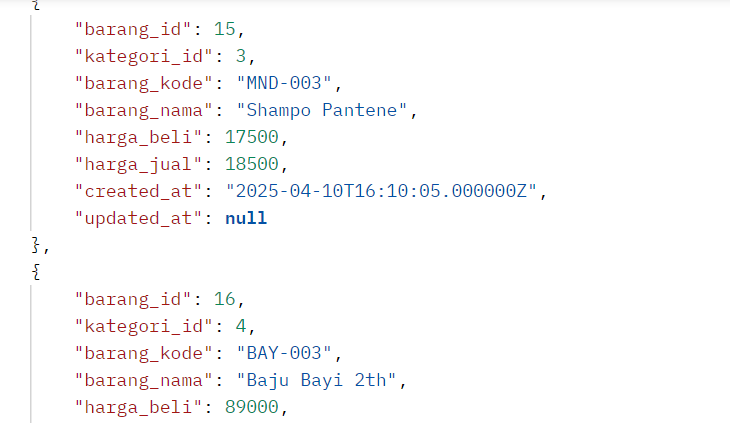 {
"barang_id": 15,
"kategori_id": 3,
"barang_kode": "MND-003",
"barang_nama": "Shampo Pantene",
"harga_beli": 17500,
"harga_jual": 18500,
"created_at": "2025-04-10T16:10:05.000000Z",
"updated_at": null
},
{
"barang_id": 16,
"kategori_id": 4,
"barang_kode": "BAY-003",
"barang_nama": "Baju Bayi 2th",
"harga_beli": 89000,